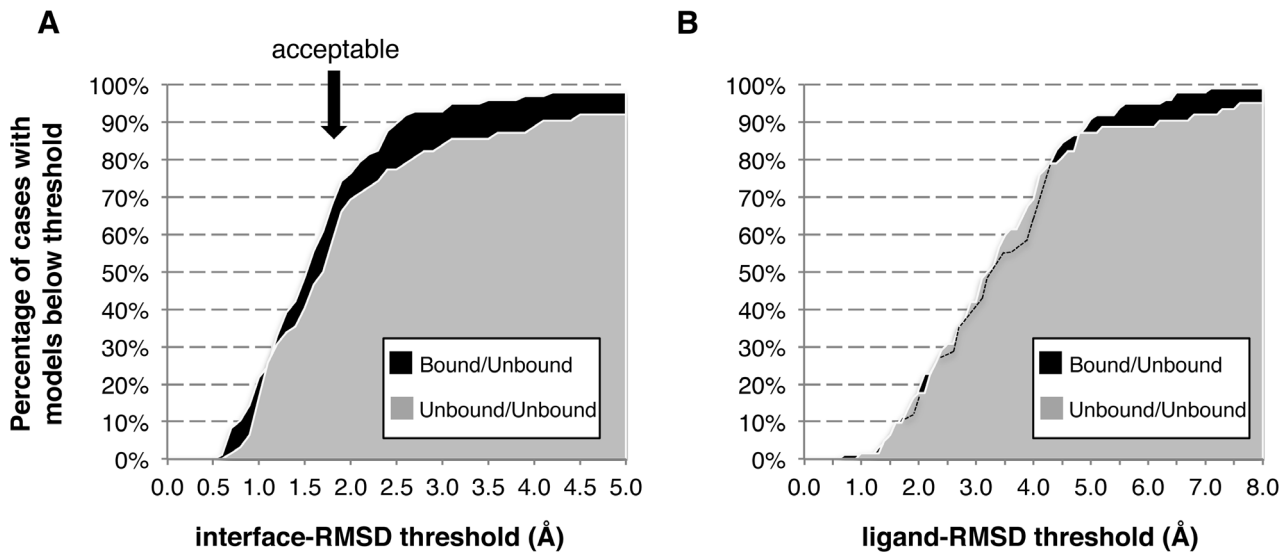 A
B
acceptable
Percentage of cases with
models below threshold
100%
90%
80%
70%
60%
50%
40%
30%
20%
10%
0%
Bound/Unbound
Unbound/Unbound
0.0 0.5 1.0 1.5 2.0 2.5 3.0 3.5 4.0 4.5 5.0
interface-RMSD threshold (Å)
100%
90%
80%
70%
60%
50%
40%
30%
20%
10%
0%
Bound/Unbound
Unbound/Unbound
0.0 1.0 2.0 3.0 4.0 5.0 6.0 7.0 8.0
ligand-RMSD threshold (Å)